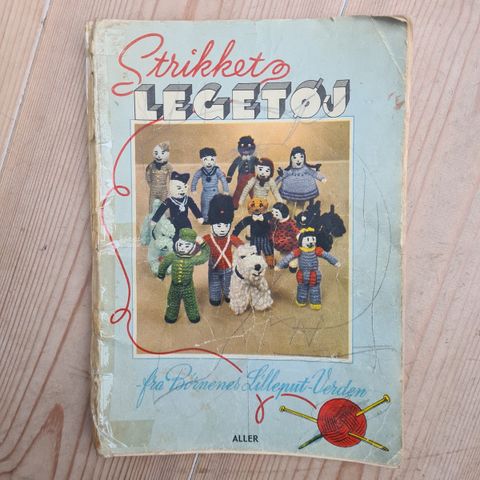 Strikket
LEGETØJ
-fra Børnenes Lilleput-Verden
ALLER